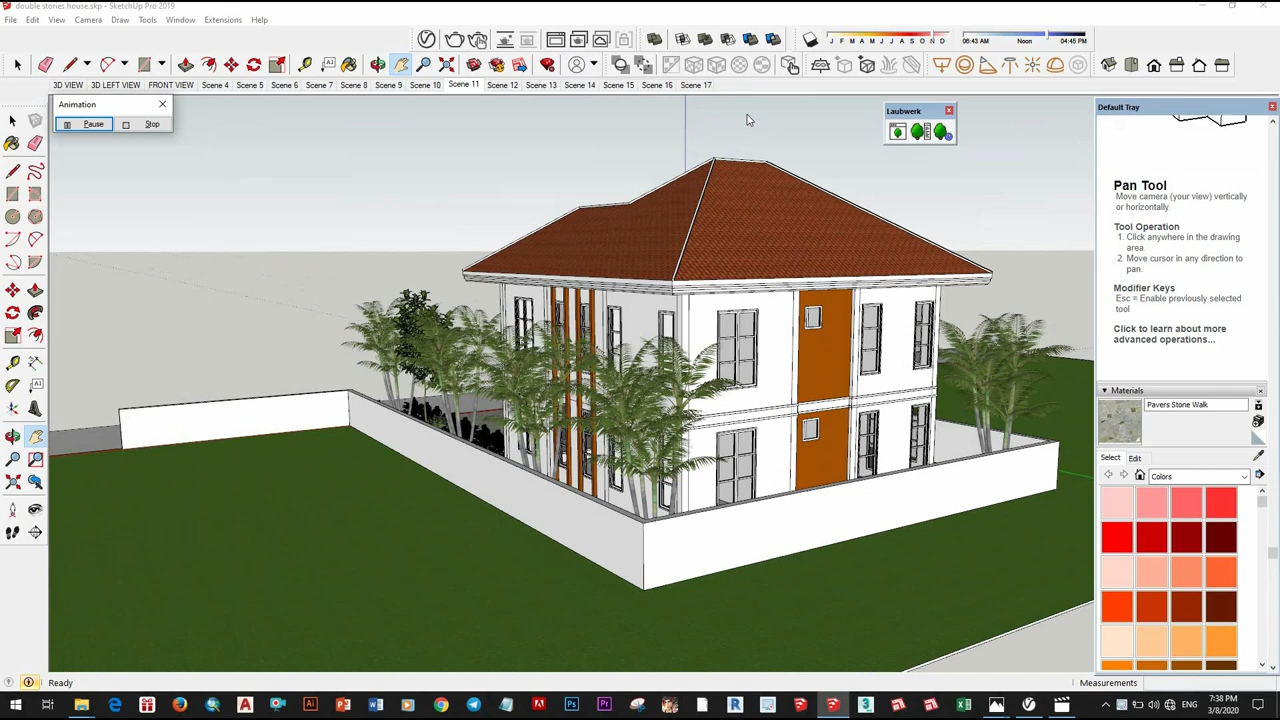 double stories house.skp - SketchUp Pro 2019
File Edit View Camera Draw Tools Window Extensions Help
J F M A M J J A S O N D
06:43 AM Noon 04:45 PM
3D VIEW 3D LEFT VIEW FRONT VIEW Scene 4 Scene 5 Scene 6 Scene 7 Scene 8 Scene 9 Scene 10 Scene 11 Scene 12 Scene 13 Scene 14 Scene 15 Scene 16 Scene 17
Animation
Pause Stop
Laubwerk
Default Tray
Pan Tool
Move camera (your view) vertically
or horizontally.
Tool Operation
1. Click anywhere in the drawing
area.
2. Move cursor in any direction to
pan.
Modifier Keys
Esc = Enable previously selected
tool
Click to learn about more
advanced operations...
Materials
Pavers Stone Walk
Select Edit
Colors
Ready
Measurements
7:38 PM
3/8/2020